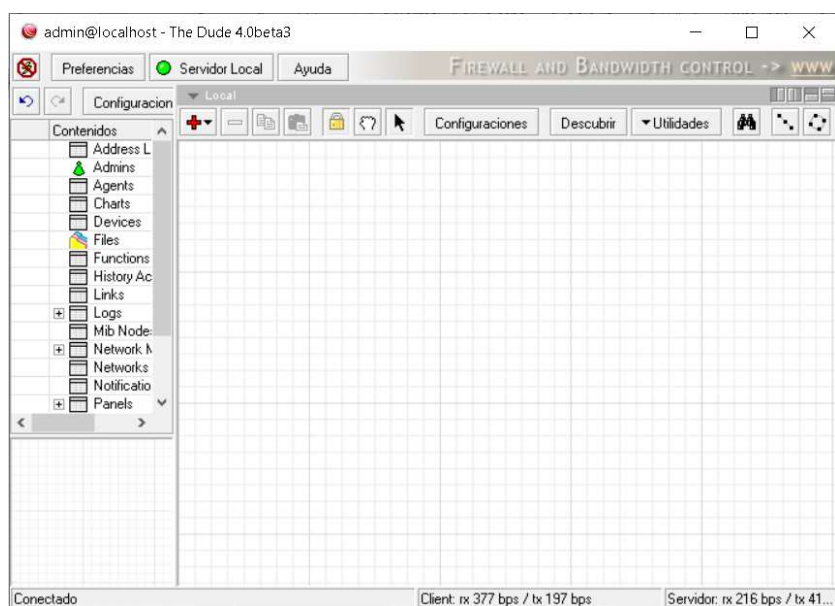 admin@localhost - The Dude 4.0beta3
Preferencias Servidor Local Ayuda FIREWALL AND BANDWIDTH CONTROL -> WWW
Configuracion Local
Contenidos Configuraciones Descubrir Utilidades
Address L
Admins
Agents
Charts
Devices
Files
Functions
History Ac
Links
Logs
Mib Node
Network M
Networks
Notificatio
Panels
Conectado Client: rx 377 bps / tx 197 bps Servidor: rx 216 bps / tx 41...